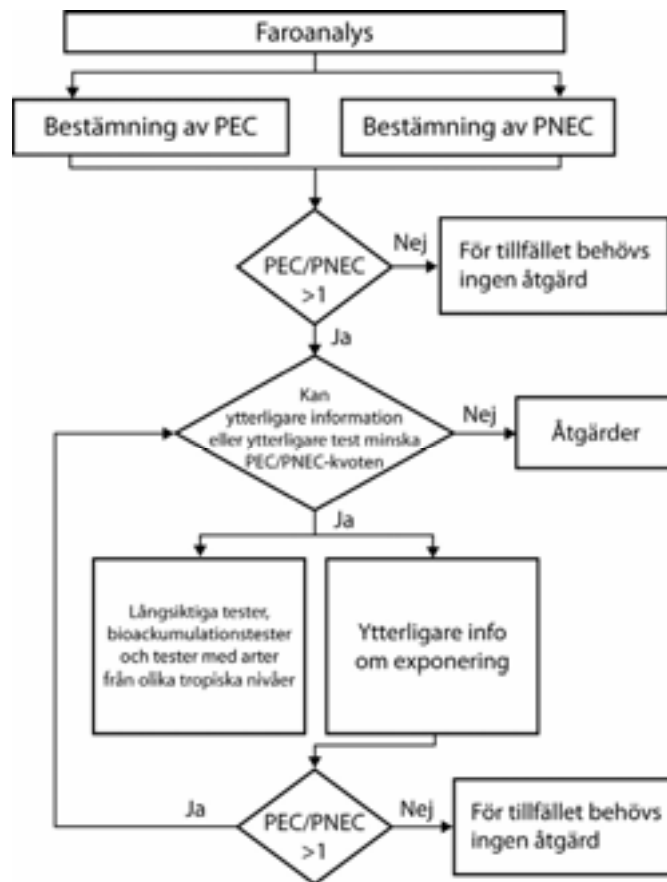 Faroanalys
Bestämning av PEC
Bestämning av PNEC
PEC/PNEC
>1
Nej
För tillfället behövs
ingen åtgärd
Ja
Kan
ytterligare information
eller ytterligare test minska
PEC/PNEC-kvoten
Nej
Åtgärder
Ja
Långsiktiga tester,
bioackumulationstester
och tester med arter
från olika tropiska nivåer
Ytterligare info
om exponering
Ja
PEC/PNEC
>1
Nej
För tillfället behövs
ingen åtgärd